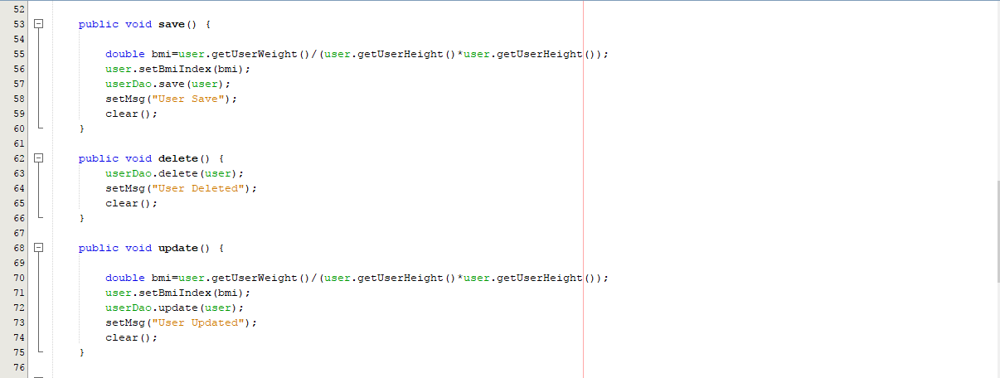 52
53 public void save() {
54
55 double bmi=user.getUserWeight()/(user.getUserHeight()*user.getUserHeight());
56 user.setBmiIndex(bmi);
57 userDao.save(user);
58 setMsg("User Save");
59 clear();
60 }
61
62 public void delete() {
63 userDao.delete(user);
64 setMsg("User Deleted");
65 clear();
66 }
67
68 public void update() {
69
70 double bmi=user.getUserWeight()/(user.getUserHeight()*user.getUserHeight());
71 user.setBmiIndex(bmi);
72 userDao.update(user);
73 setMsg("User Updated");
74 clear();
75 }
76